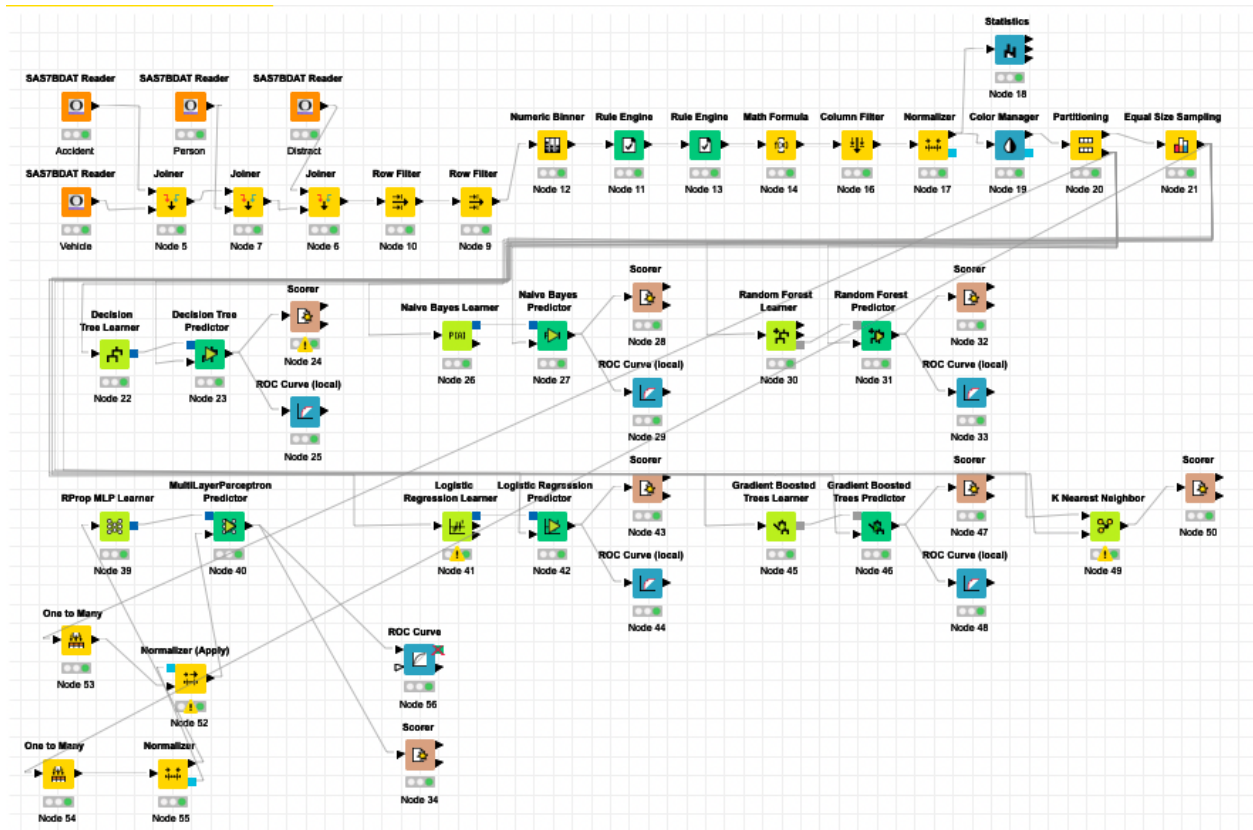 Statistics
Node 18
SAS7BDAT Reader
SAS7BDAT Reader
SAS7BDAT Reader
Accident
Person
Distract
Numeric Binner
Rule Engine
Rule Engine
Math Formula
Column Filter
Normalizer
Color Manager
Partitioning
Equal Size Sampling
Node 12
Node 11
Node 13
Node 14
Node 16
Node 17
Node 19
Node 20
Node 21
SAS7BDAT Reader
Joiner
Joiner
Joiner
Row Filter
Row Filter
Vehicle
Node 5
Node 7
Node 6
Node 10
Node 9
Decision
Tree Learner
Node 22
Decision Tree
Predictor
Node 23
Scorer
Node 24
ROC Curve (local)
Node 25
Naive Bayes Learner
P(A)
Node 26
Naive Bayes
Predictor
Node 27
Scorer
Node 28
ROC Curve (local)
Node 29
Random Forest
Learner
Node 30
Random Forest
Predictor
Node 31
Scorer
Node 32
ROC Curve (local)
Node 33
RProp MLP Learner
Node 39
MultiLayerPerceptron
Predictor
Node 40
Logistic
Regression Learner
Node 41
Logistic Regression
Predictor
Node 42
Scorer
Node 43
ROC Curve (local)
Node 44
Gradient Boosted
Trees Learner
Node 45
Gradient Boosted
Trees Predictor
Node 46
Scorer
Node 47
ROC Curve (local)
Node 48
K Nearest Neighbor
Node 49
Scorer
Node 50
One to Many
Node 53
Normalizer (Apply)
Node 52
ROC Curve
Node 56
One to Many
Node 54
Normalizer
Node 55
Scorer
Node 34